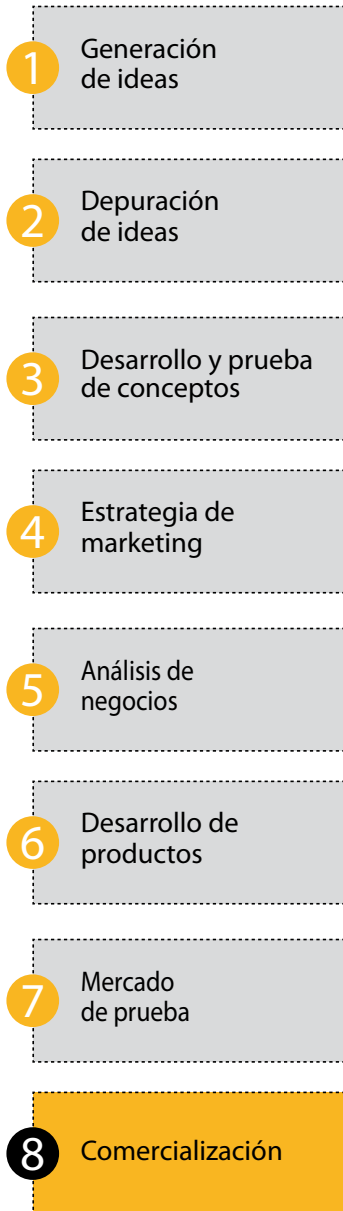 1
Generación
de ideas
2
Depuración
de ideas
3
Desarrollo y prueba
de conceptos
4
Estrategia de
marketing
5
Análisis de
negocios
6
Desarrollo de
productos
7
Mercado
de prueba
8
Comercialización